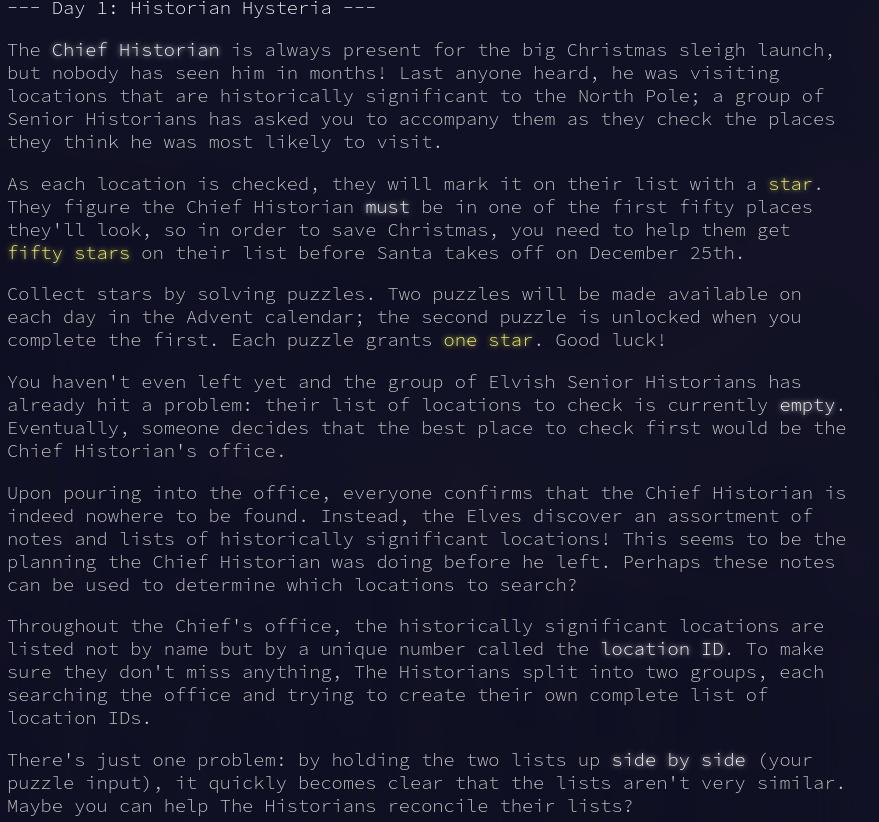 --- Day 1: Historian Hysteria ---
The Chief Historian is always present for the big Christmas sleigh launch,
but nobody has seen him in months! Last anyone heard, he was visiting
locations that are historically significant to the North Pole; a group of
Senior Historians has asked you to accompany them as they check the places
they think he was most likely to visit.
As each location is checked, they will mark it on their list with a star.
They figure the Chief Historian must be in one of the first fifty places
they'll look, so in order to save Christmas, you need to help them get
fifty stars on their list before Santa takes off on December 25th.
Collect stars by solving puzzles. Two puzzles will be made available on
each day in the Advent calendar; the second puzzle is unlocked when you
complete the first. Each puzzle grants one star. Good luck!
You haven't even left yet and the group of Elvish Senior Historians has
already hit a problem: their list of locations to check is currently empty.
Eventually, someone decides that the best place to check first would be the
Chief Historian's office.
Upon pouring into the office, everyone confirms that the Chief Historian is
indeed nowhere to be found. Instead, the Elves discover an assortment of
notes and lists of historically significant locations! This seems to be the
planning the Chief Historian was doing before he left. Perhaps these notes
can be used to determine which locations to search?
Throughout the Chief's office, the historically significant locations are
listed not by name but by a unique number called the location ID. To make
sure they don't miss anything, The Historians split into two groups, each
searching the office and trying to create their own complete list of
location IDs.
There's just one problem: by holding the two lists up side by side (your
puzzle input), it quickly becomes clear that the lists aren't very similar.
Maybe you can help The Historians reconcile their lists?